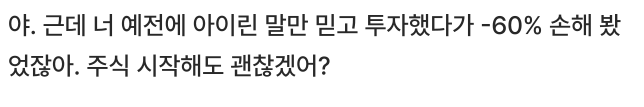 야. 근데 너 예전에 아이린 말만 믿고 투자했다가 -60% 손해 봤
었잖아. 주식 시작해도 괜찮겠어?